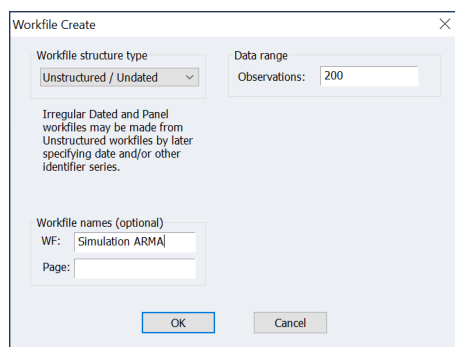 Workfile Create
Workfile structure type
Unstructured / Undated
Data range
Observations: 200
Irregular Dated and Panel
workfiles may be made from
Unstructured workfiles by later
specifying date and/or other
identifier series.
Workfile names (optional)
WF: Simulation ARMA
Page:
OK Cancel